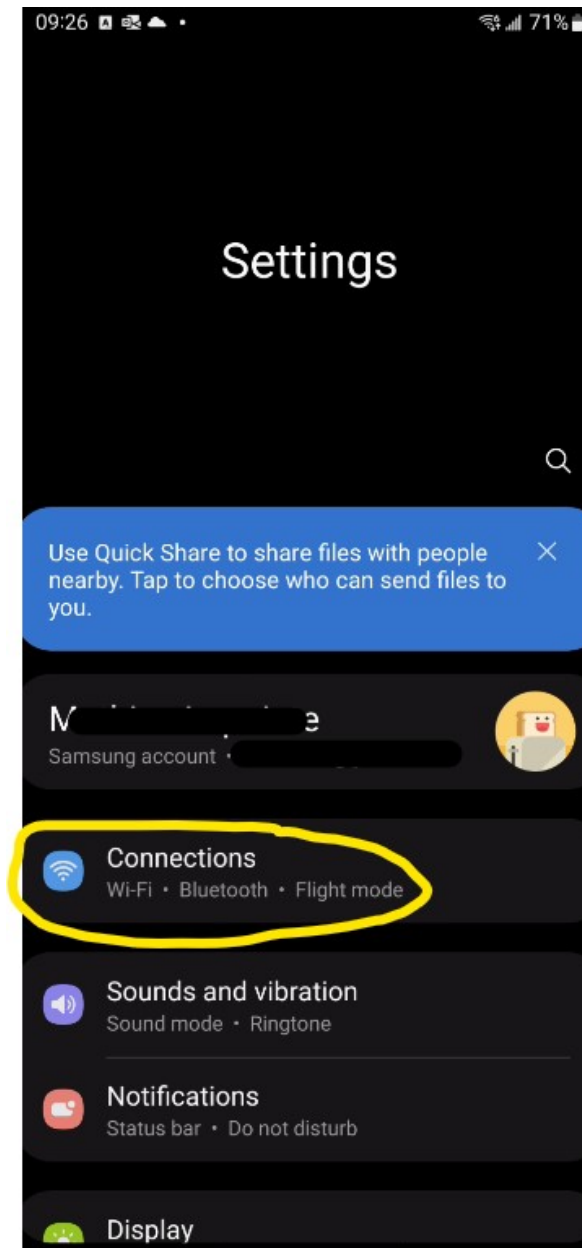 09:26
71%
Settings
Use Quick Share to share files with people
nearby. Tap to choose who can send files to
you.
Samsung account •
Connections
Wi-Fi • Bluetooth • Flight mode
Sounds and vibration
Sound mode • Ringtone
Notifications
Status bar • Do not disturb
Display